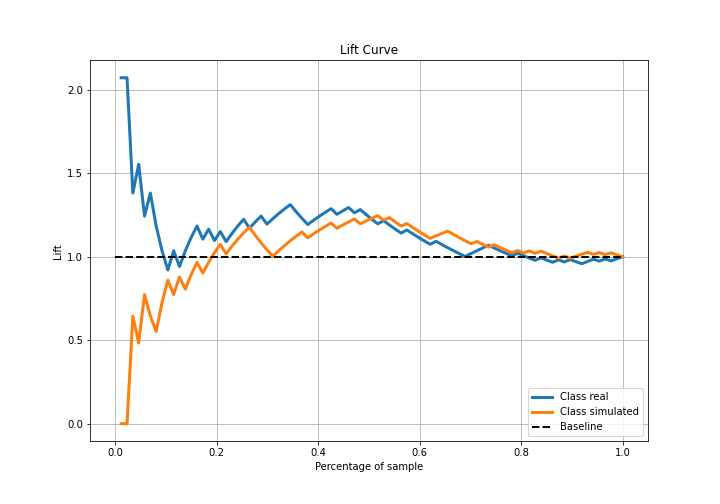 Lift Curve
Lift
2.0
1.5
1.0
0.5
0.0
0.0 0.2 0.4 0.6 0.8 1.0
Percentage of sample
Class real
Class simulated
Baseline